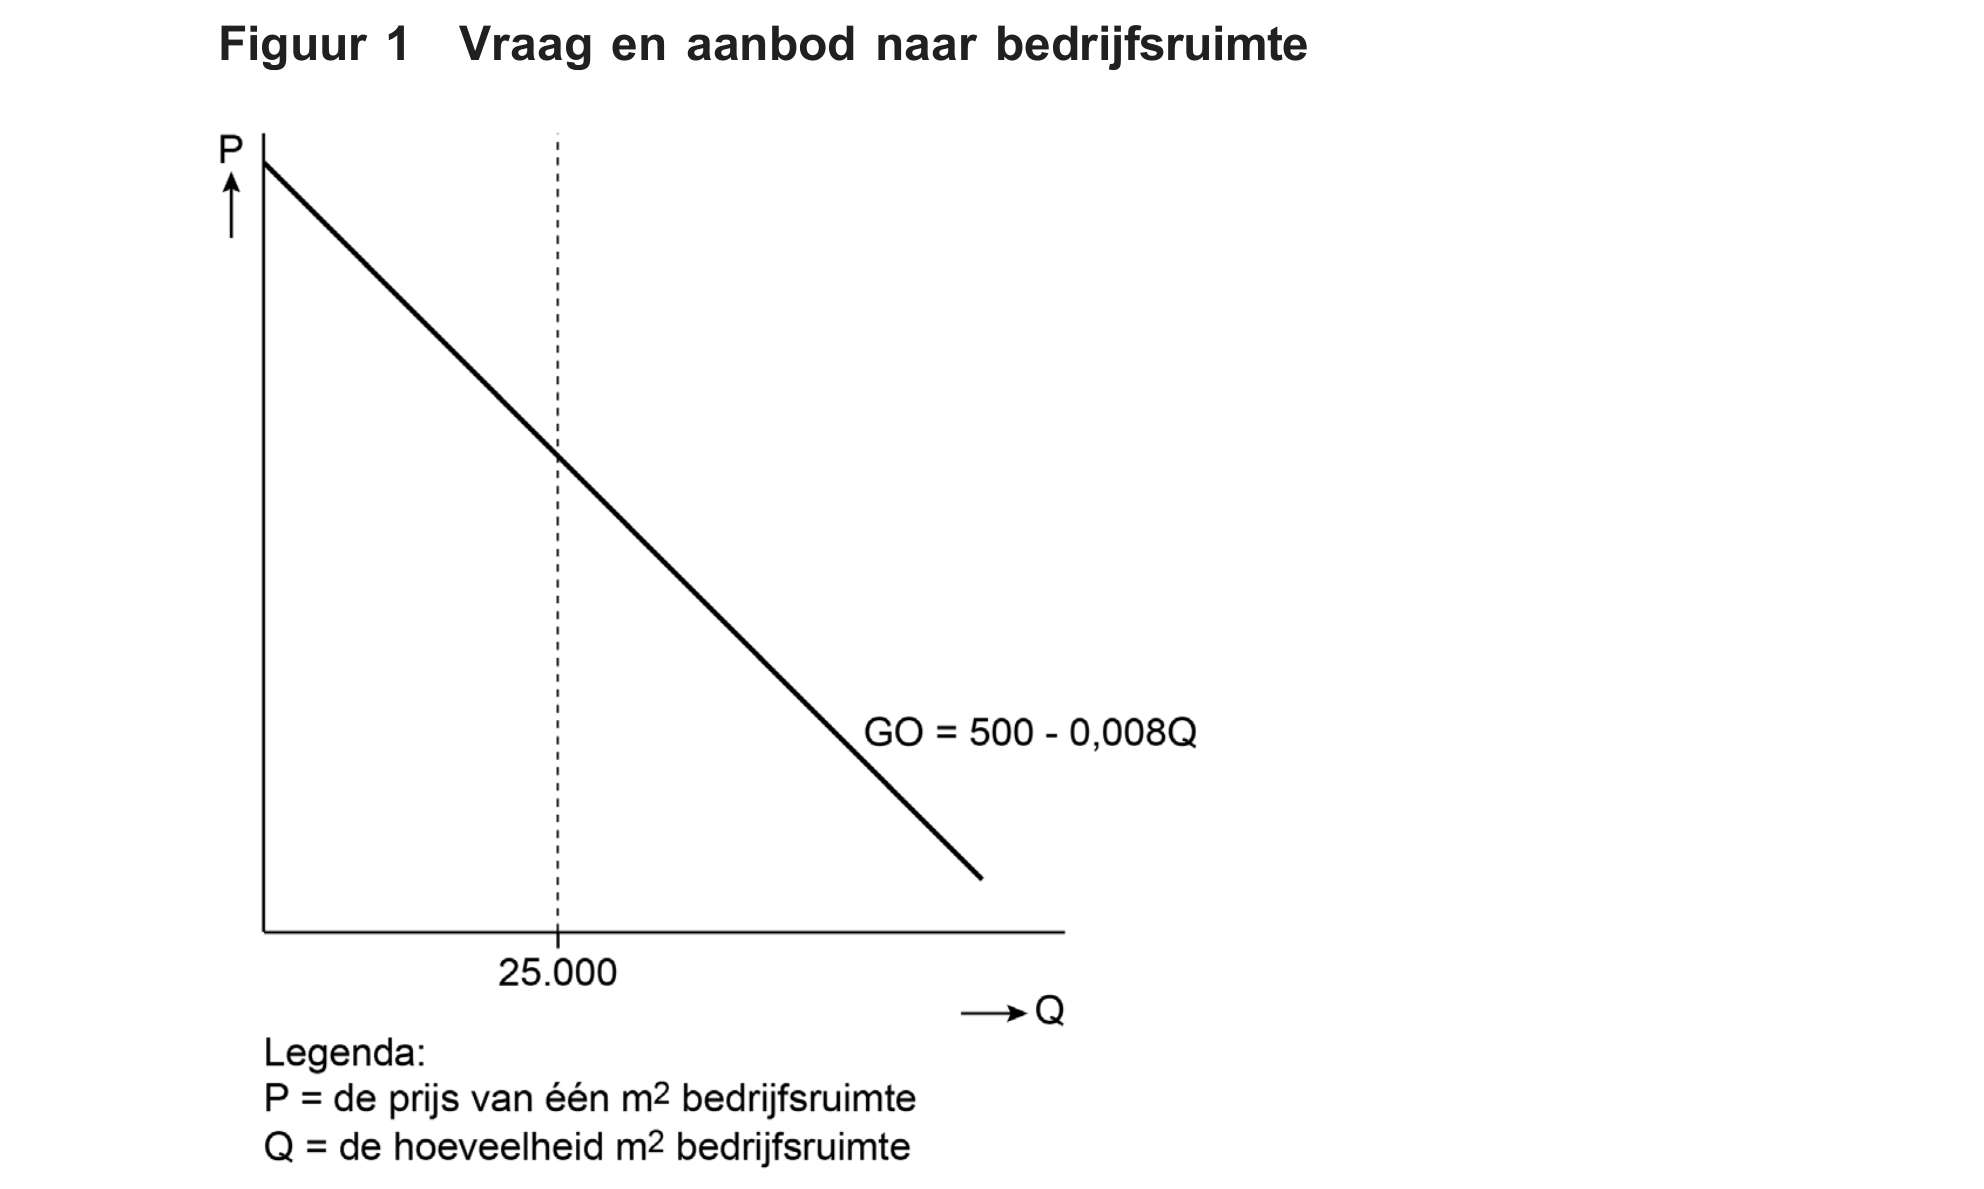 Figuur 1 Vraag en aanbod naar bedrijfsruimte
P
GO = 500 - 0,008Q
25.000
Q
Legenda:
P = de prijs van één m2 bedrijfsruimte
Q = de hoeveelheid m2 bedrijfsruimte